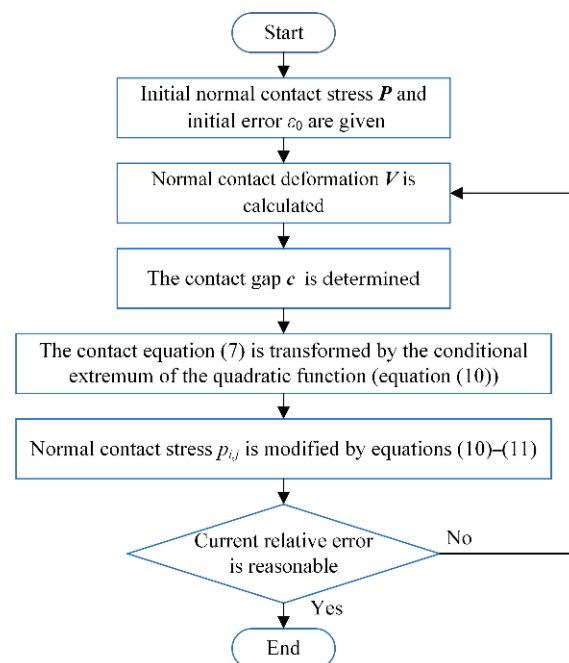 Start
Initial normal contact stress P and
initial error ε₀ are given
Normal contact deformation V is
calculated
The contact gap c is determined
The contact equation (7) is transformed by the conditional
extremum of the quadratic function (equation (10))
Normal contact stress pᵢ,ⱼ is modified by equations (10)–(11)
Current relative error
is reasonable
No
Yes
End